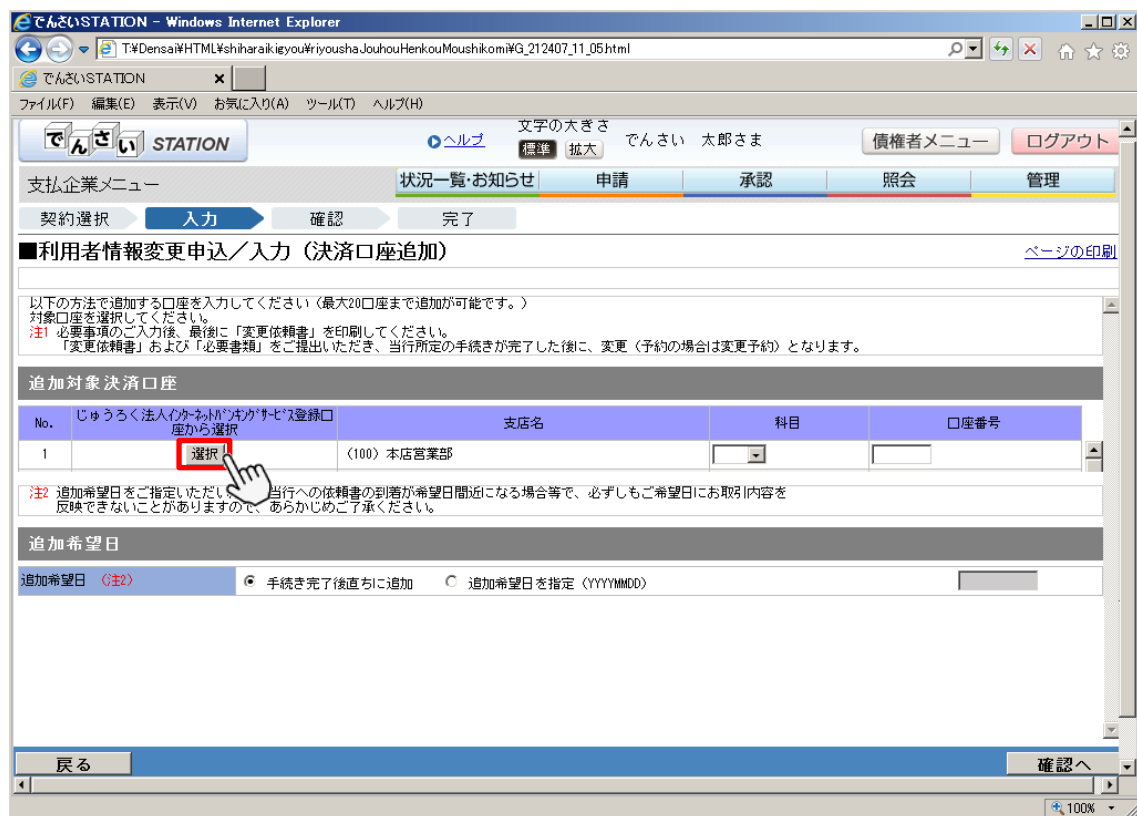 でんさいSTATION - Windows Internet Explorer
T:¥Densai¥HTML¥shiharaikigyou¥riyoushaJouhouHenkouMoushikomi¥G_212407_11_05.html
でんさいSTATION
ファイル(F) 編集(E) 表示(V) お気に入り(A) ツール(T) ヘルプ(H)
でんさい STATION
ヘルプ
文字の大きさ
標準 拡大
でんさい 太郎さま
債権者メニュー
ログアウト
支払企業メニュー
状況一覧・お知らせ 申請 承認 照会 管理
契約選択 入力 確認 完了
■利用者情報変更申込／入力（決済口座追加）
ページの印刷
以下の方法で追加する口座を入力してください（最大20口座まで追加が可能です。）
対象口座を選択してください。
注1 必要事項のご入力後、最後に「変更依頼書」を印刷してください。
「変更依頼書」および「必要書類」をご提出いただき、当行所定の手続きが完了した後に、変更（予約の場合は変更予約）となります。
追加対象決済口座
No. じゅうろく法人ｲﾝﾀｰﾈｯﾄﾊﾞﾝｷﾝｸﾞｻｰﾋﾞｽ登録口座から選択 支店名 科目 口座番号
1 選択 (100) 本店営業部
注2 追加希望日をご指定いただい 当行への依頼書の到着が希望日間近になる場合等で、必ずしもご希望日にお取引内容を
反映できないことがありますので、あらかじめご了承ください。
追加希望日
追加希望日 （注2） 手続き完了後直ちに追加 追加希望日を指定（YYYYMMDD）
戻る
確認へ
100%